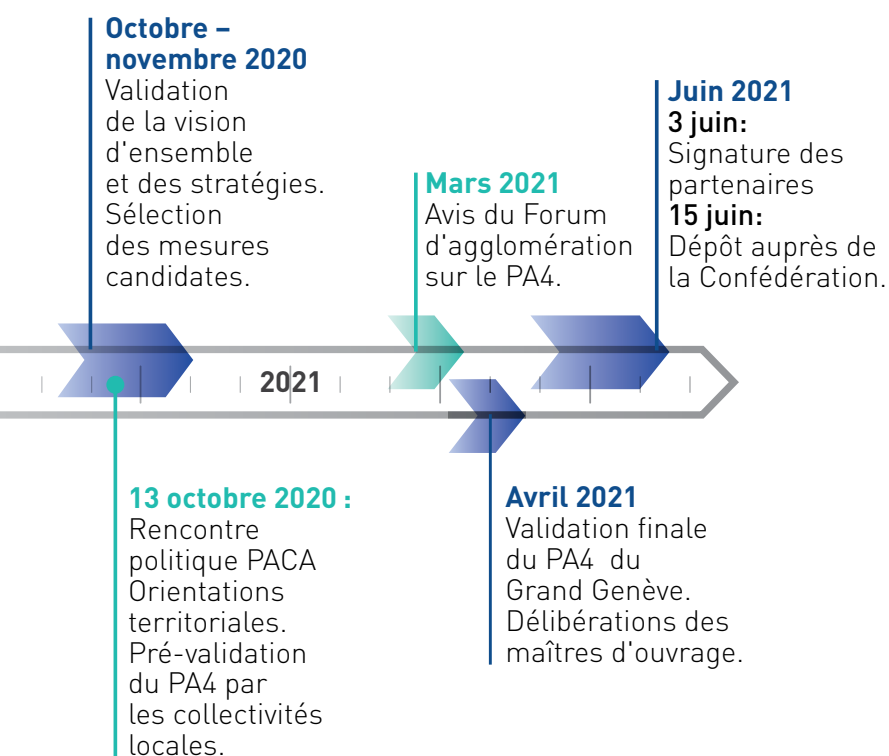 Octobre –
novembre 2020
Validation
de la vision
d'ensemble
et des stratégies.
Sélection
des mesures
candidates.
Mars 2021
Avis du Forum
d'agglomération
sur le PA4.
Juin 2021
3 juin:
Signature des
partenaires
15 juin:
Dépôt auprès de
la Confédération.
2021
13 octobre 2020 :
Rencontre
politique PACA
Orientations
territoriales.
Pré-validation
du PA4 par
les collectivités
locales.
Avril 2021
Validation finale
du PA4 du
Grand Genève.
Délibérations des
maîtres d'ouvrage.